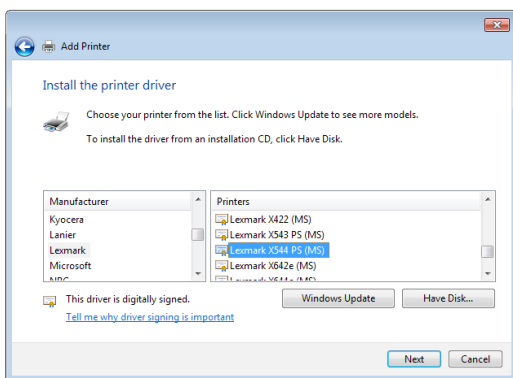 Add Printer
Install the printer driver
Choose your printer from the list. Click Windows Update to see more models.
To install the driver from an installation CD, click Have Disk.
Manufacturer
Kyocera
Lanier
Lexmark
Microsoft
Printers
Lexmark X422 (MS)
Lexmark X543 PS (MS)
Lexmark X544 PS (MS)
Lexmark X642e (MS)
This driver is digitally signed.
Tell me why driver signing is important
Windows Update
Have Disk...
Next
Cancel